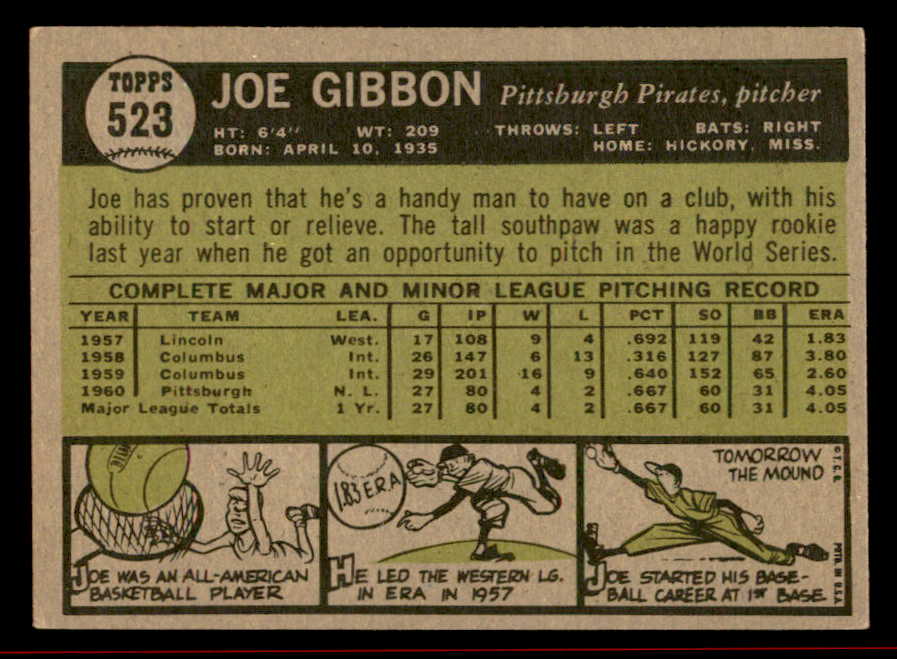 TOPPS
523
JOE GIBBON Pittsburgh Pirates, pitcher
HT: 6'4" WT: 209 THROWS: LEFT BATS: RIGHT
BORN: APRIL 10, 1935 HOME: HICKORY, MISS.
Joe has proven that he's a handy man to have on a club, with his
ability to start or relieve. The tall southpaw was a happy rookie
last year when he got an opportunity to pitch in the World Series.
COMPLETE MAJOR AND MINOR LEAGUE PITCHING RECORD
YEAR TEAM LEA. G IP W L PCT SO BB ERA
1957 Lincoln West. 17 108 9 4 .692 119 42 1.83
1958 Columbus Int. 26 147 6 13 .316 127 87 3.80
1959 Columbus Int. 29 201 16 9 .640 152 65 2.60
1960 Pittsburgh N. L. 27 80 4 2 .667 60 31 4.05
Major League Totals 1 Yr. 27 80 4 2 .667 60 31 4.05
JOE WAS AN ALL-AMERICAN
BASKETBALL PLAYER
1.83 E.R.A
HE LED THE WESTERN LG.
IN ERA IN 1957
TOMORROW
THE MOUND
JOE STARTED HIS BASE-
BALL CAREER AT 1ST BASE
© T. C. G.
PRTD. IN U.S.A.